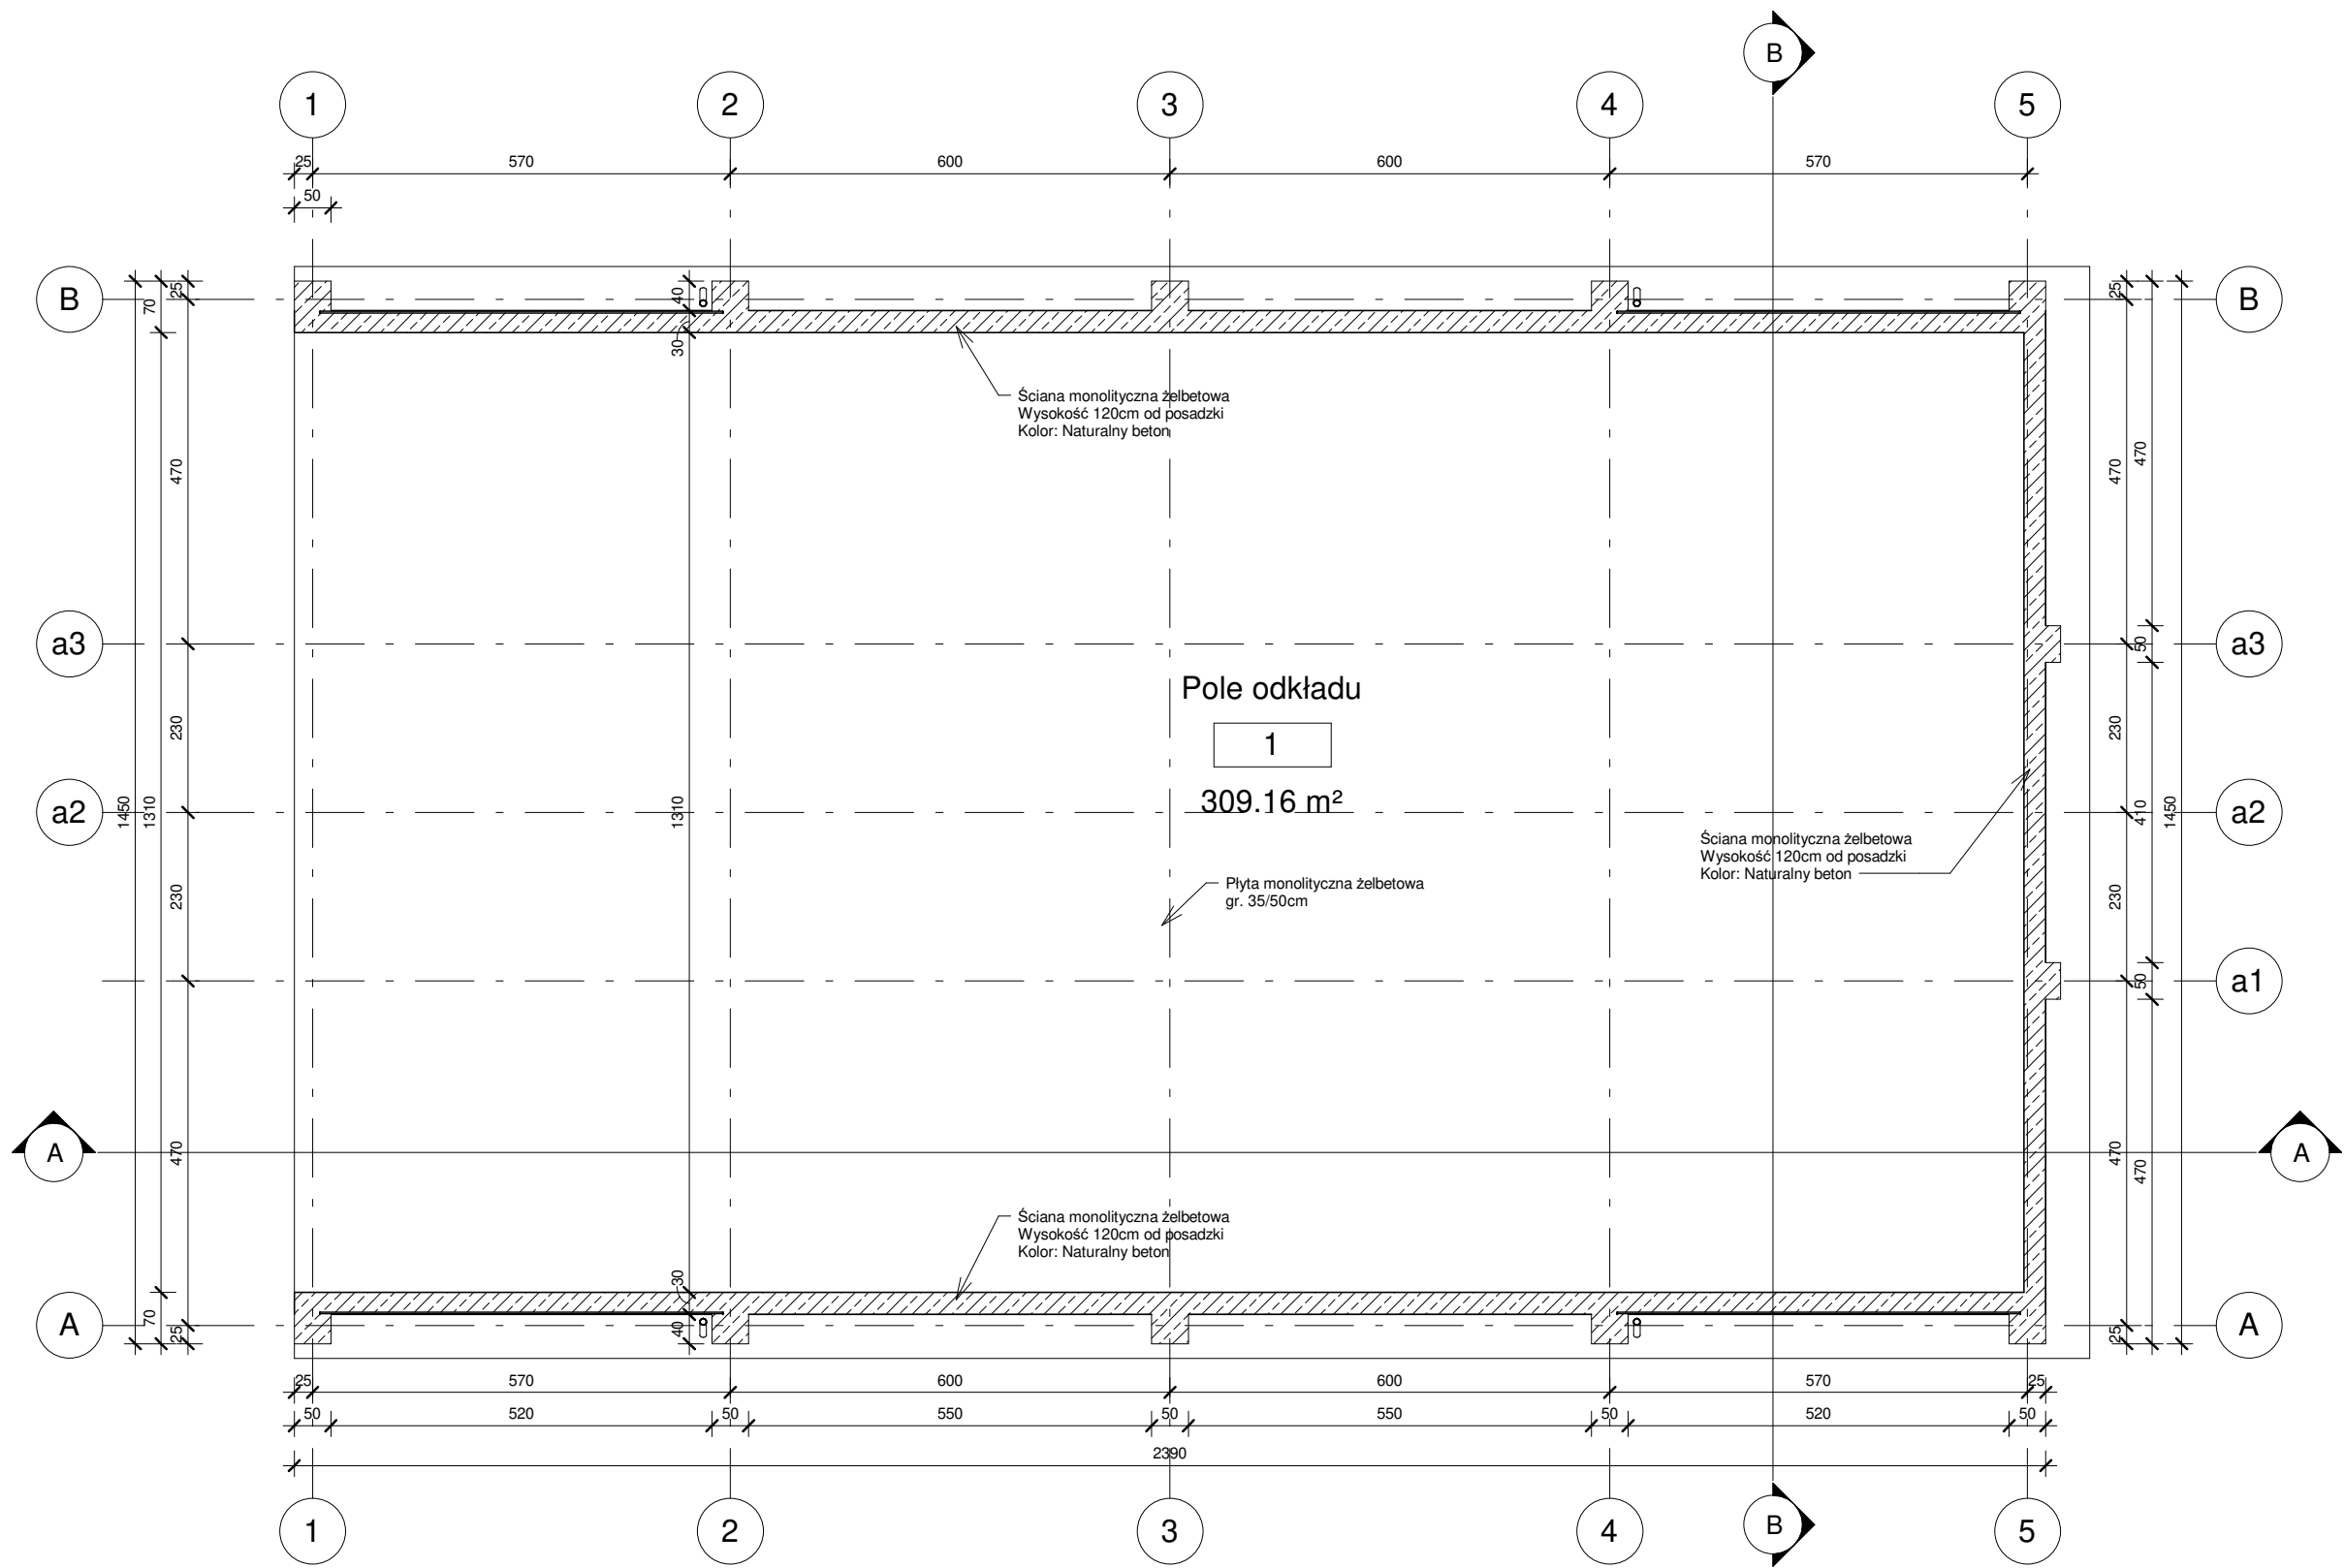 B
1 2 3 4 5
25 570 600 600 570
50
B 70 25 40 25 B
30
Ściana monolityczna żelbetowa
Wysokość 120cm od posadzki
Kolor: Naturalny beton
470 470 470
a3 50 a3
Pole odkładu
230 230
1
309.16 m²
a2 1450 1310 1310 410 1450 a2
Ściana monolityczna żelbetowa
Wysokość 120cm od posadzki
Kolor: Naturalny beton
Płyta monolityczna żelbetowa
gr. 35/50cm
230 230
50 a1
A 470 470 470 A
Ściana monolityczna żelbetowa
Wysokość 120cm od posadzki
Kolor: Naturalny beton
30
A 70 25 40 25 A
25 570 600 600 570 25
50 520 50 550 50 550 50 520 50
2390
1 2 3 4 B 5